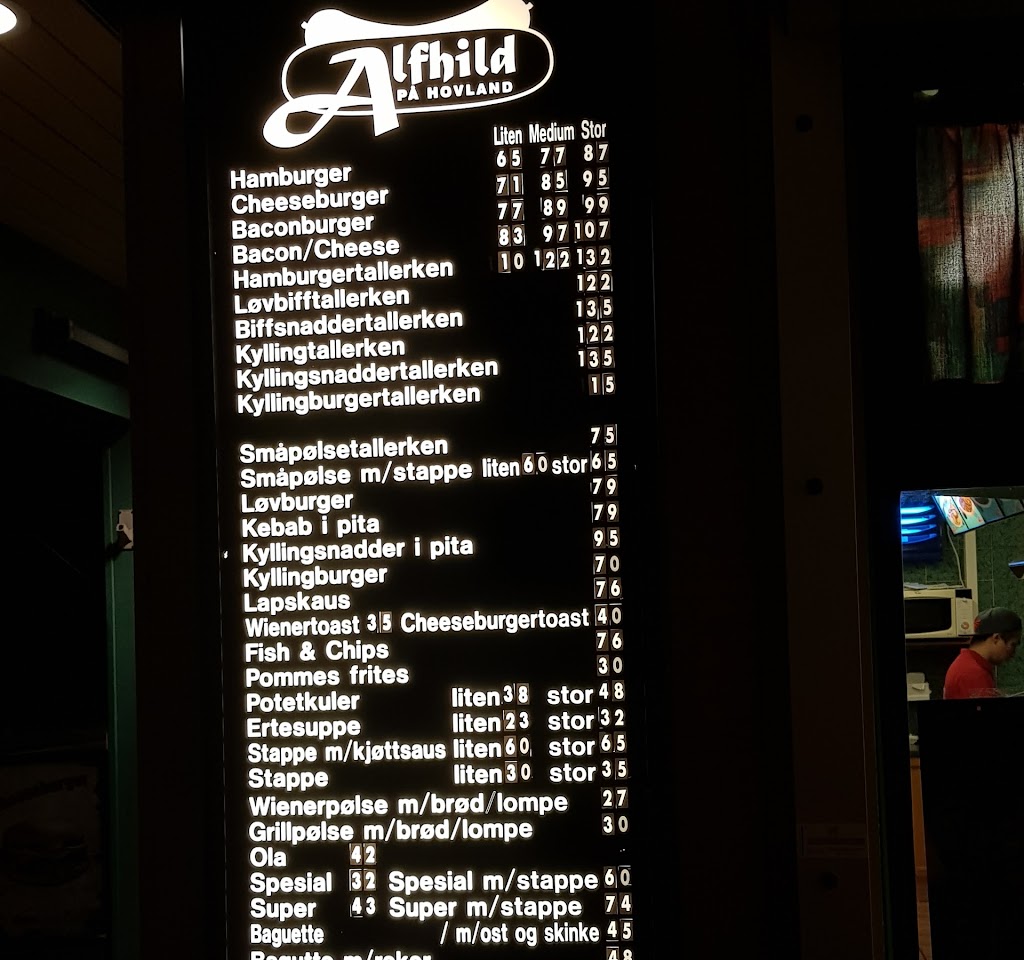 Alfhild
PÅ HOVLAND
Liten Medium Stor
Hamburger 65 77 87
Cheeseburger 71 85 95
Baconburger 77 89 99
Bacon/Cheese 83 97 107
Hamburgertallerken 10 122 132
Løvbifftallerken 122
Biffsnaddertallerken 135
Kyllingtallerken 122
Kyllingsnaddertallerken 135
Kyllingburgertallerken 15
Småpølsetallerken 75
Småpølse m/stappe liten 60 stor 65
Løvburger 79
Kebab i pita 79
Kyllingsnadder i pita 95
Kyllingburger 70
Lapskaus 76
Wienertoast 35 Cheeseburgertoast 40
Fish & Chips 76
Pommes frites 30
Potetkuler liten 38 stor 48
Ertesuppe liten 23 stor 32
Stappe m/kjøttsaus liten 60 stor 65
Stappe liten 30 stor 35
Wienerpølse m/brød/lompe 27
Grillpølse m/brød/lompe 30
Ola 42
Spesial 32 Spesial m/stappe 60
Super 43 Super m/stappe 74
Baguette / m/ost og skinke 45
Bagutte m/reker 48